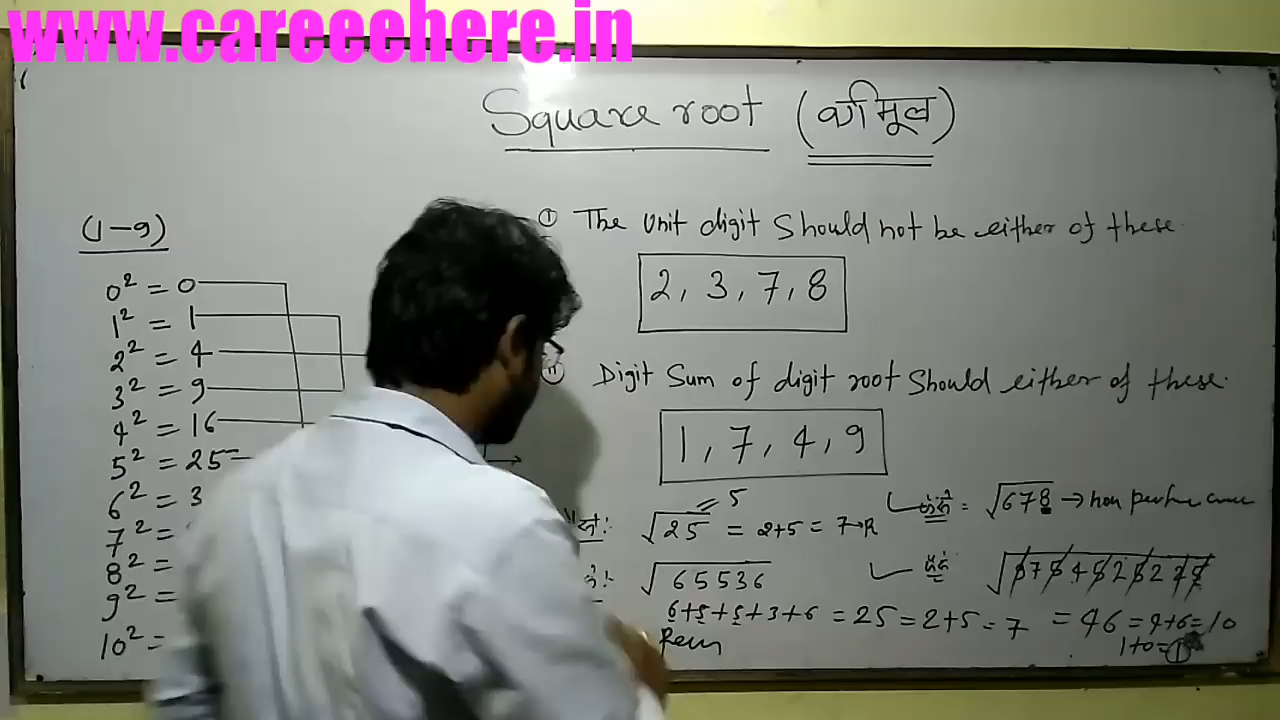 www.careeehere.in
Square root (वर्गमूल)
(1-9)
0² = 0
1² = 1
2² = 4
3² = 9
4² = 16
5² = 25
6² = 3
7² =
8² =
9² =
10² =
① The Unit digit Should not be either of these
2, 3, 7, 8
Digit Sum of digit root Should either of these.
1, 7, 4, 9
√25 = 2+5 = 7→R
= 5
√678 → non
√65536
6+5+5+3+6 = 25 = 2+5 = 7
= 46 = 4+6 = 10
1+0 = ①